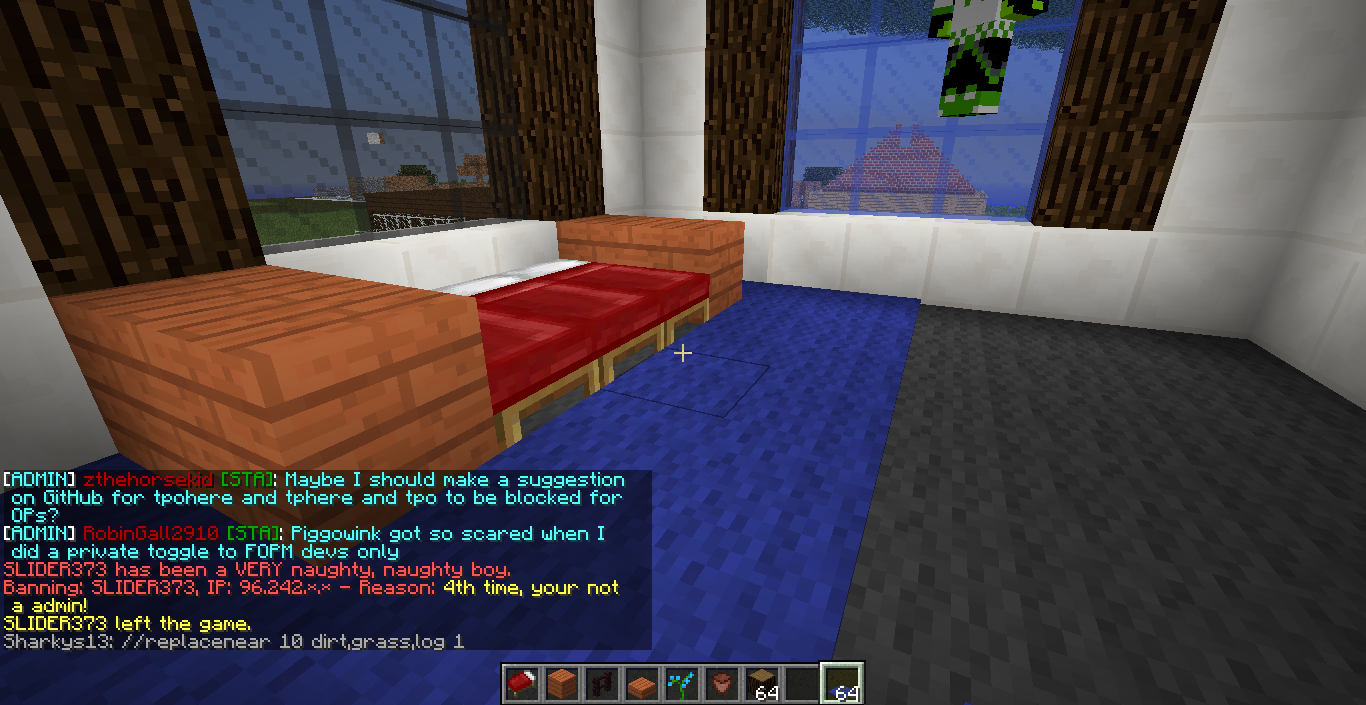 [ADMIN] zthehorsekid [STA]: Maybe I should make a suggestion
on GitHub for tpohere and tphere and tpo to be blocked for
OPs?
[ADMIN] RobinGall2910 [STA]: Piggowink got so scared when I
did a private toggle to FOPM devs only
SLIDER373 has been a VERY naughty, naughty boy.
Banning: SLIDER373, IP: 96.242.*.* - Reason: 4th time, your not
a admin!
SLIDER373 left the game.
Sharkys13: //replacenear 10 dirt,grass,log 1
64
64